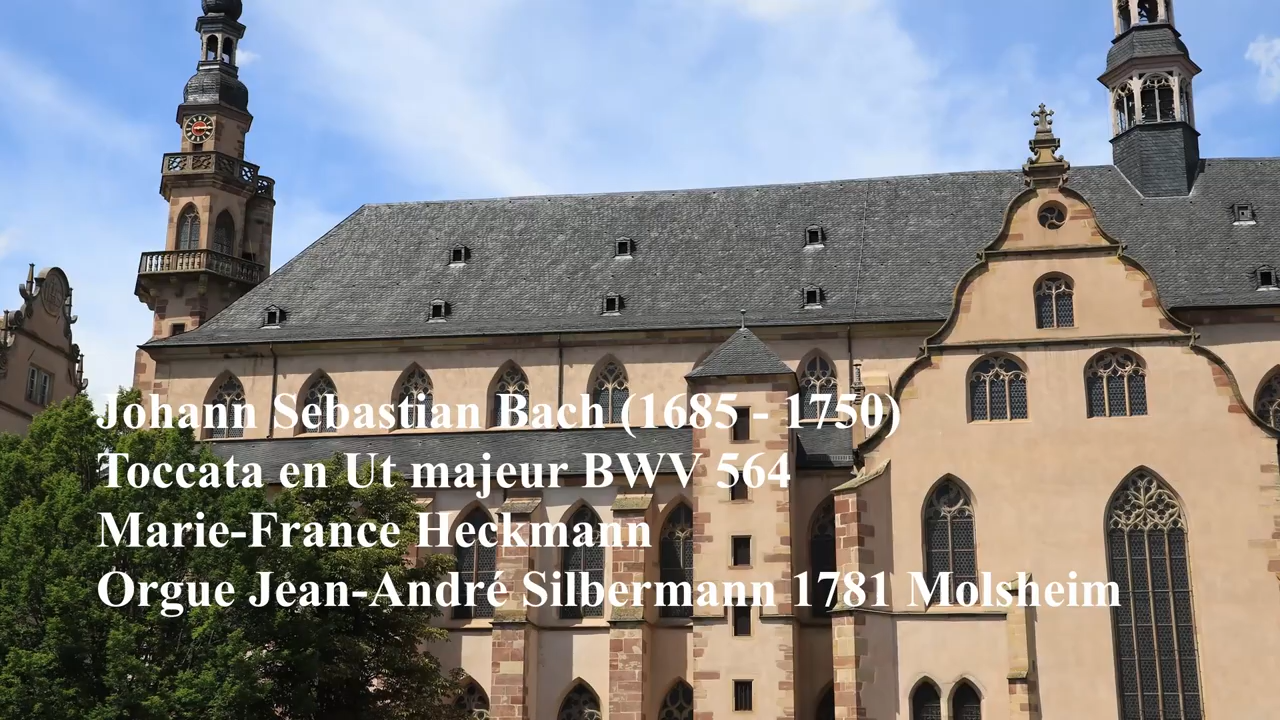 Johann Sebastian Bach (1685 - 1750)
Toccata en Ut majeur BWV 564
Marie-France Heckmann
Orgue Jean-André Silbermann 1781 Molsheim